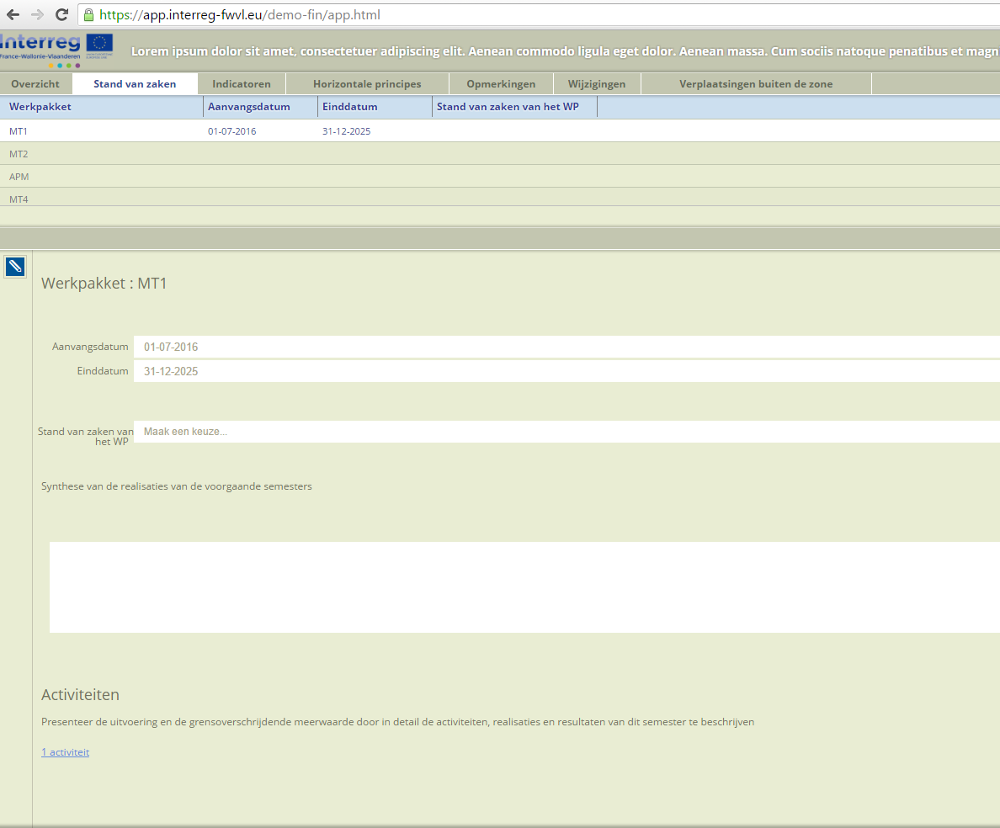 https://app.interreg-fwvl.eu/demo-fin/app.html
Interreg
France-Wallonie-Vlaanderen
Lorem ipsum dolor sit amet, consectetuer adipiscing elit. Aenean commodo ligula eget dolor. Aenean massa. Cum sociis natoque penatibus et magn
Overzicht Stand van zaken Indicatoren Horizontale principes Opmerkingen Wijzigingen Verplaatsingen buiten de zone
Werkpakket Aanvangsdatum Einddatum Stand van zaken van het WP
MT1 01-07-2016 31-12-2025
MT2
APM
MT4
Werkpakket : MT1
Aanvangsdatum 01-07-2016
Einddatum 31-12-2025
Stand van zaken van Maak een keuze...
het WP
Synthese van de realisaties van de voorgaande semesters
Activiteiten
Presenteer de uitvoering en de grensoverschrijdende meerwaarde door in detail de activiteiten, realisaties en resultaten van dit semester te beschrijven
1 activiteit